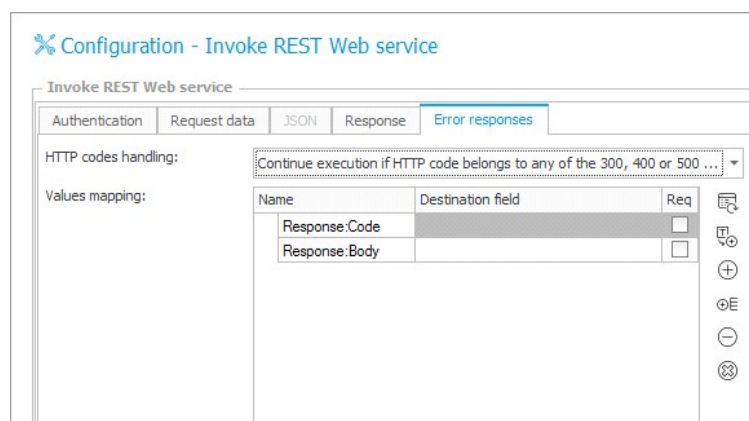 Configuration - Invoke REST Web service
Invoke REST Web service
Authentication Request data JSON Response Error responses
HTTP codes handling: Continue execution if HTTP code belongs to any of the 300, 400 or 500 ...
Values mapping: Name Destination field Req
Response:Code
Response:Body